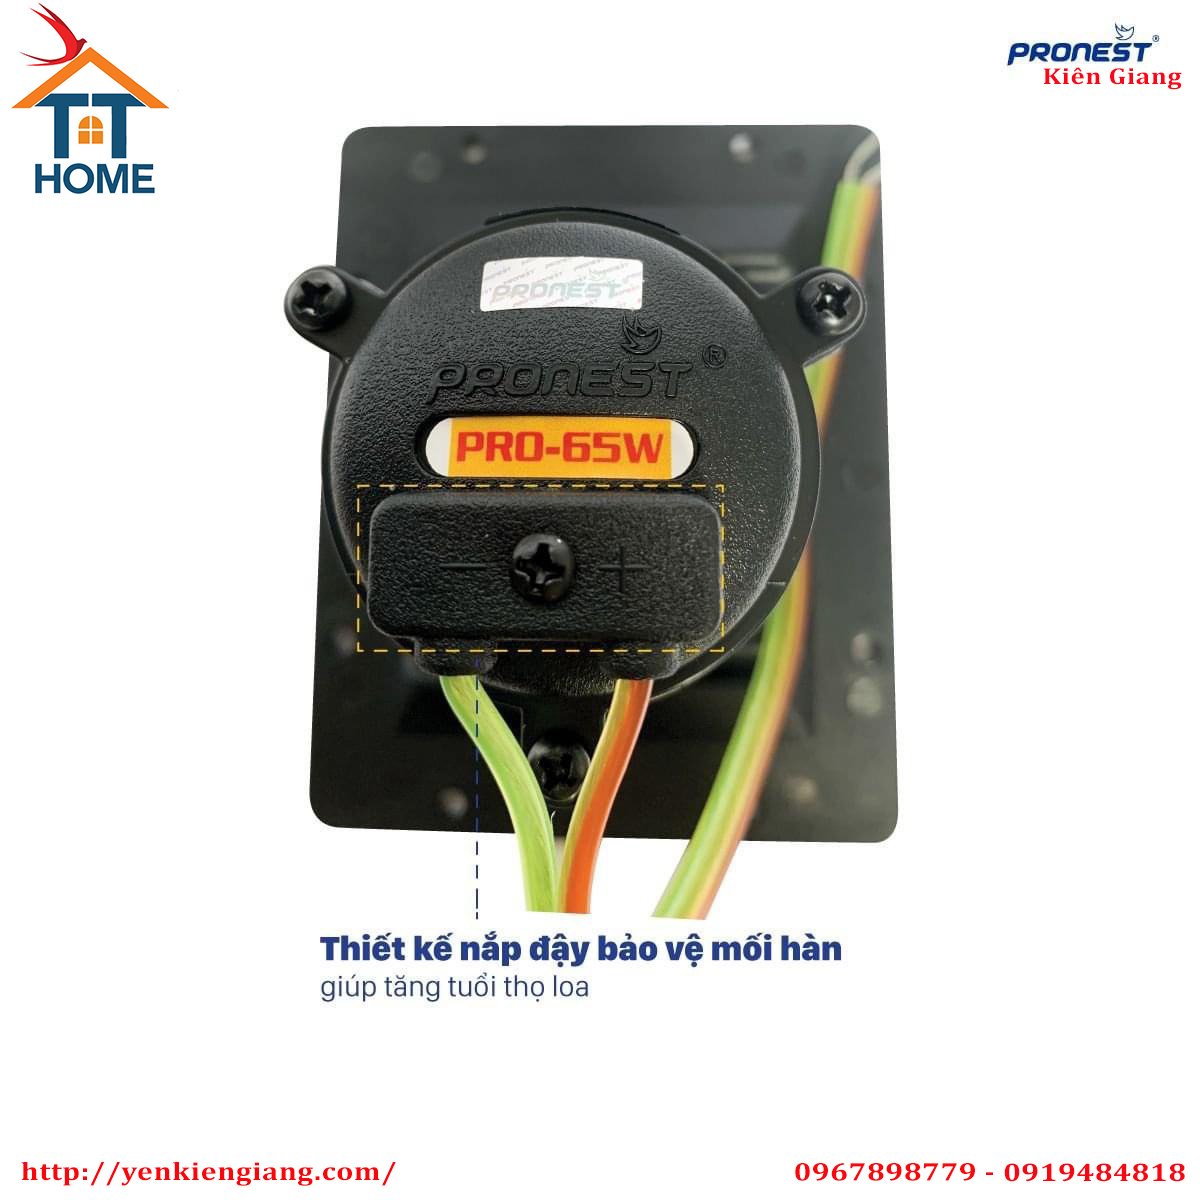 PRONEST®
Kiên Giang
TT
HOME
PRONEST
PRONEST ®
PRO-65W
- +
Thiết kế nắp đậy bảo vệ mối hàn
giúp tăng tuổi thọ loa
http://yenkiengiang.com/
0967898779 - 0919484818